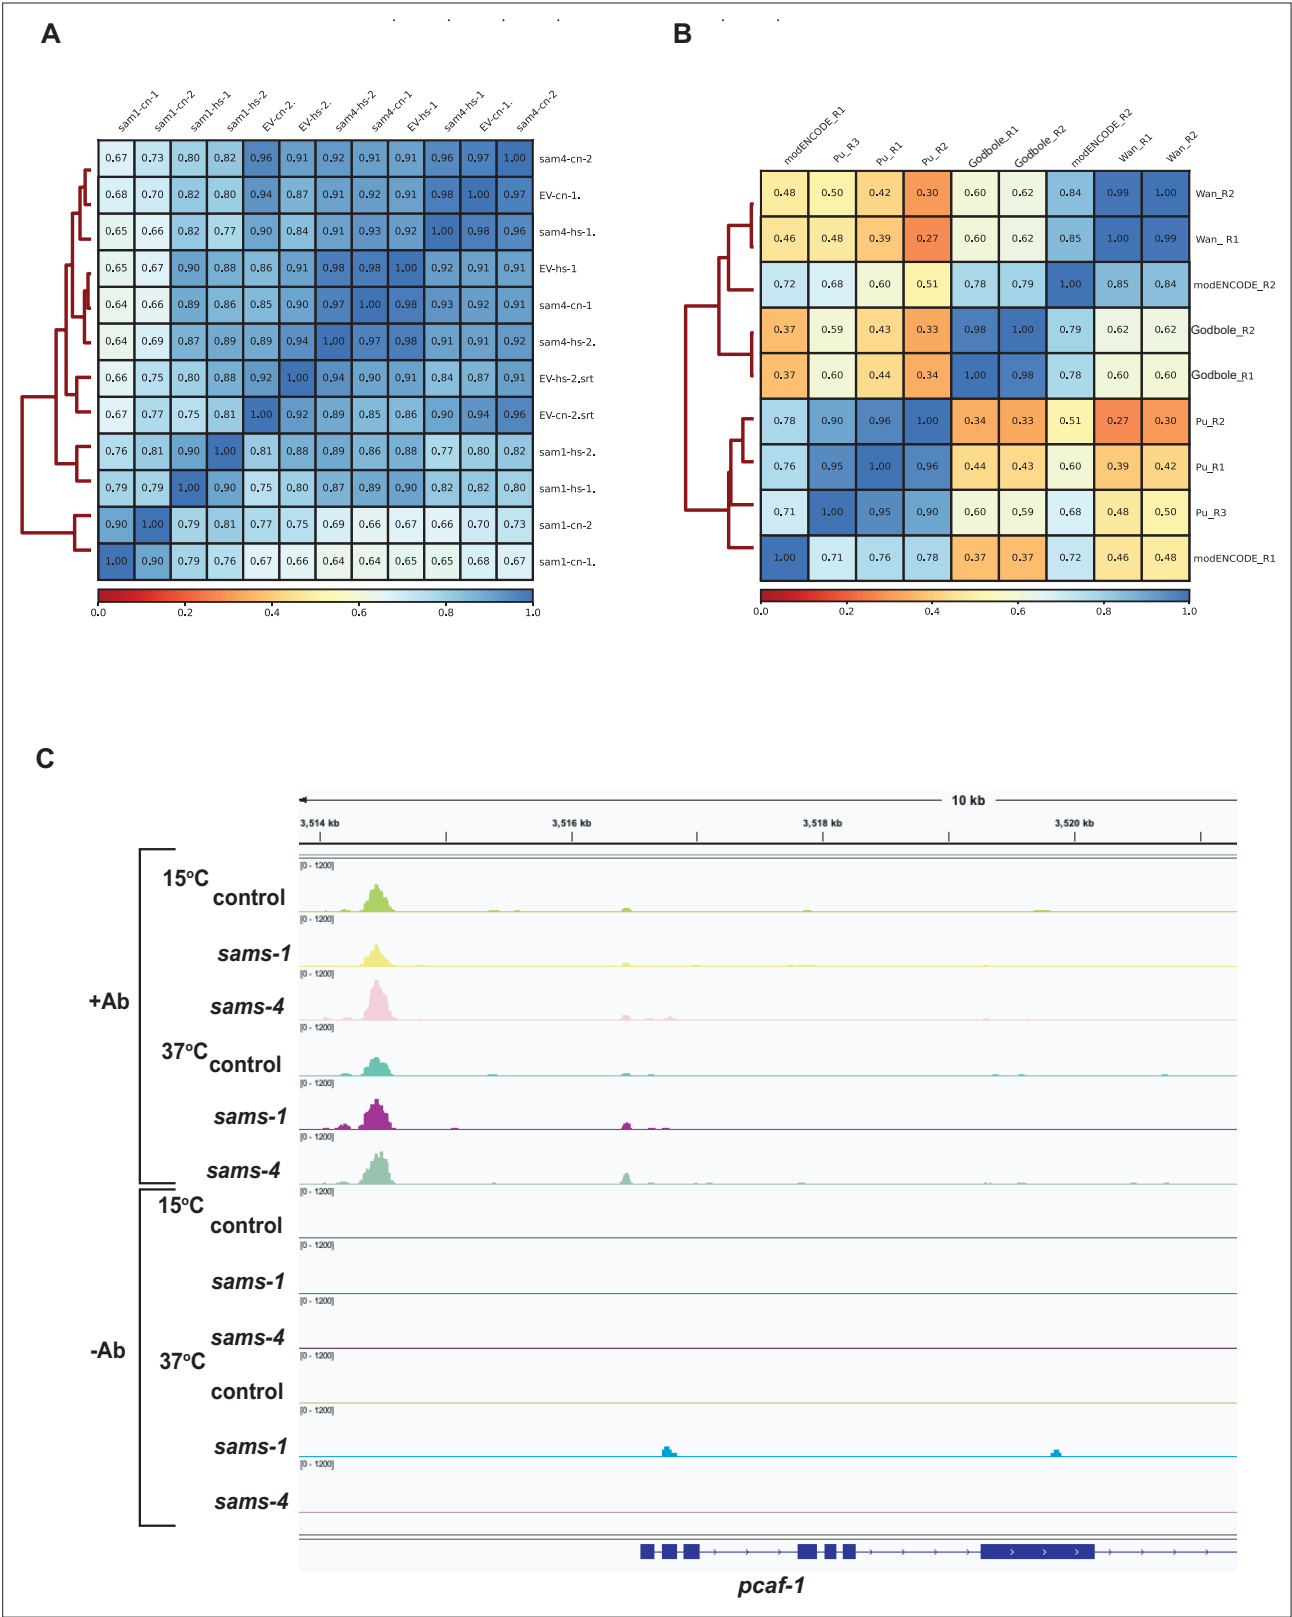 A
sam1-cn-1 sam1-cn-2 sam1-hs-1 sam1-hs-2 EV-cn-2. EV-hs-2. sam4-hs-2 sam4-cn-1 EV-hs-1 sam4-hs-1 EV-cn-1. sam4-cn-2
0.67 0.73 0.80 0.82 0.96 0.91 0.92 0.91 0.91 0.96 0.97 1.00 sam4-cn-2
0.68 0.70 0.82 0.80 0.94 0.87 0.91 0.92 0.91 0.98 1.00 0.97 EV-cn-1.
0.65 0.66 0.82 0.77 0.90 0.84 0.91 0.93 0.92 1.00 0.98 0.96 sam4-hs-1.
0.65 0.67 0.90 0.88 0.86 0.91 0.98 0.98 1.00 0.92 0.91 0.91 EV-hs-1
0.64 0.66 0.89 0.86 0.85 0.90 0.97 1.00 0.98 0.93 0.92 0.91 sam4-cn-1
0.64 0.69 0.87 0.89 0.89 0.94 1.00 0.97 0.98 0.91 0.91 0.92 sam4-hs-2.
0.66 0.75 0.80 0.88 0.92 1.00 0.94 0.90 0.91 0.84 0.87 0.91 EV-hs-2.srt
0.67 0.77 0.75 0.81 1.00 0.92 0.89 0.85 0.86 0.90 0.94 0.96 EV-cn-2.srt
0.76 0.81 0.90 1.00 0.81 0.88 0.89 0.86 0.88 0.77 0.80 0.82 sam1-hs-2.
0.79 0.79 1.00 0.90 0.75 0.80 0.87 0.89 0.90 0.82 0.82 0.80 sam1-hs-1.
0.90 1.00 0.79 0.81 0.77 0.75 0.69 0.66 0.67 0.66 0.70 0.73 sam1-cn-2
1.00 0.90 0.79 0.76 0.67 0.66 0.64 0.64 0.65 0.65 0.68 0.67 sam1-cn-1.
0.0 0.2 0.4 0.6 0.8 1.0
B
modENCODE_R1 Pu_R3 Pu_R1 Pu_R2 Godbole_R1 Godbole_R2 modENCODE_R2 Wan_R1 Wan_R2
0.48 0.50 0.42 0.30 0.60 0.62 0.84 0.99 1.00 Wan_R2
0.46 0.48 0.39 0.27 0.60 0.62 0.85 1.00 0.99 Wan_ R1
0.72 0.68 0.60 0.51 0.78 0.79 1.00 0.85 0.84 modENCODE_R2
0.37 0.59 0.43 0.33 0.98 1.00 0.79 0.62 0.62 Godbole_R2
0.37 0.60 0.44 0.34 1.00 0.98 0.78 0.60 0.60 Godbole_R1
0.78 0.90 0.96 1.00 0.34 0.33 0.51 0.27 0.30 Pu_R2
0.76 0.95 1.00 0.96 0.44 0.43 0.60 0.39 0.42 Pu_R1
0.71 1.00 0.95 0.90 0.60 0.59 0.68 0.48 0.50 Pu_R3
1.00 0.71 0.76 0.78 0.37 0.37 0.72 0.46 0.48 modENCODE_R1
0.0 0.2 0.4 0.6 0.8 1.0
C
10 kb
3,514 kb 3,516 kb 3,518 kb 3,520 kb
+Ab
15°C control [0 - 1200]
sams-1 [0 - 1200]
sams-4 [0 - 1200]
37°C control [0 - 1200]
sams-1 [0 - 1200]
sams-4 [0 - 1200]
-Ab
15°C control [0 - 1200]
sams-1 [0 - 1200]
sams-4 [0 - 1200]
37°C control [0 - 1200]
sams-1 [0 - 1200]
sams-4 [0 - 1200]
pcaf-1